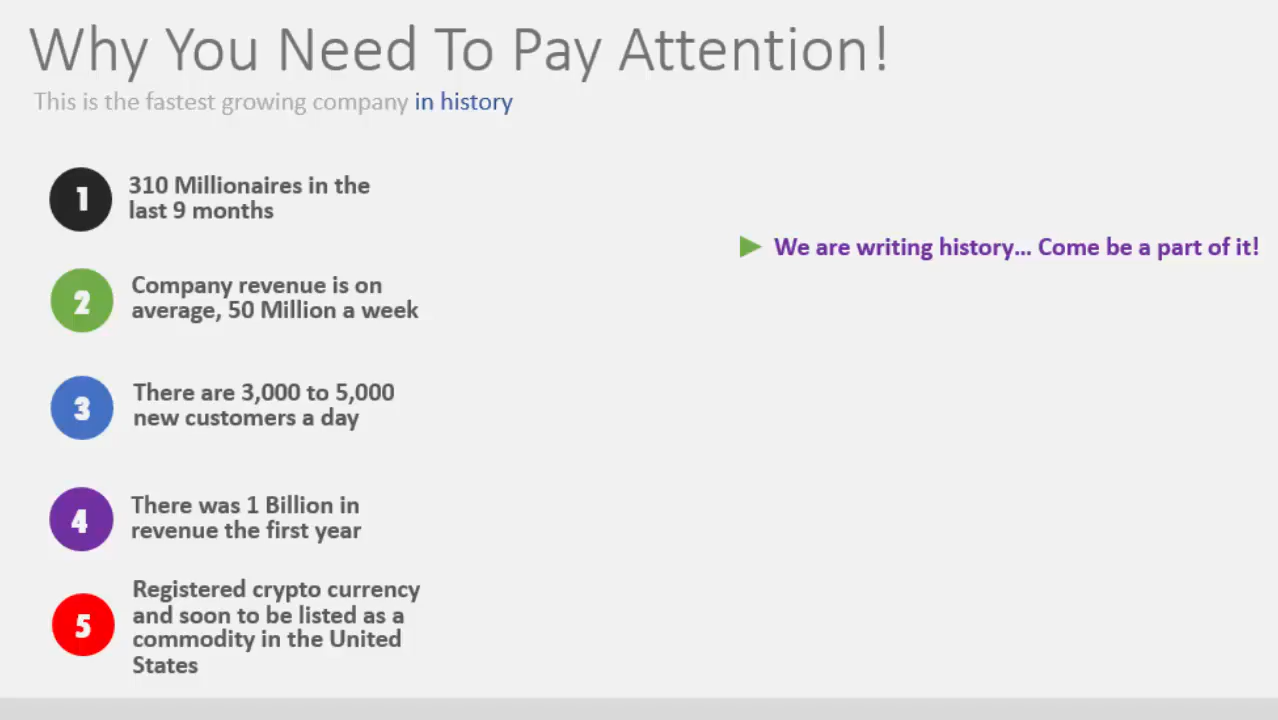 Why You Need To Pay Attention!
This is the fastest growing company in history
1
310 Millionaires in the
last 9 months
We are writing history... Come be a part of it!
2
Company revenue is on
average, 50 Million a week
3
There are 3,000 to 5,000
new customers a day
4
There was 1 Billion in
revenue the first year
5
Registered crypto currency
and soon to be listed as a
commodity in the United
States